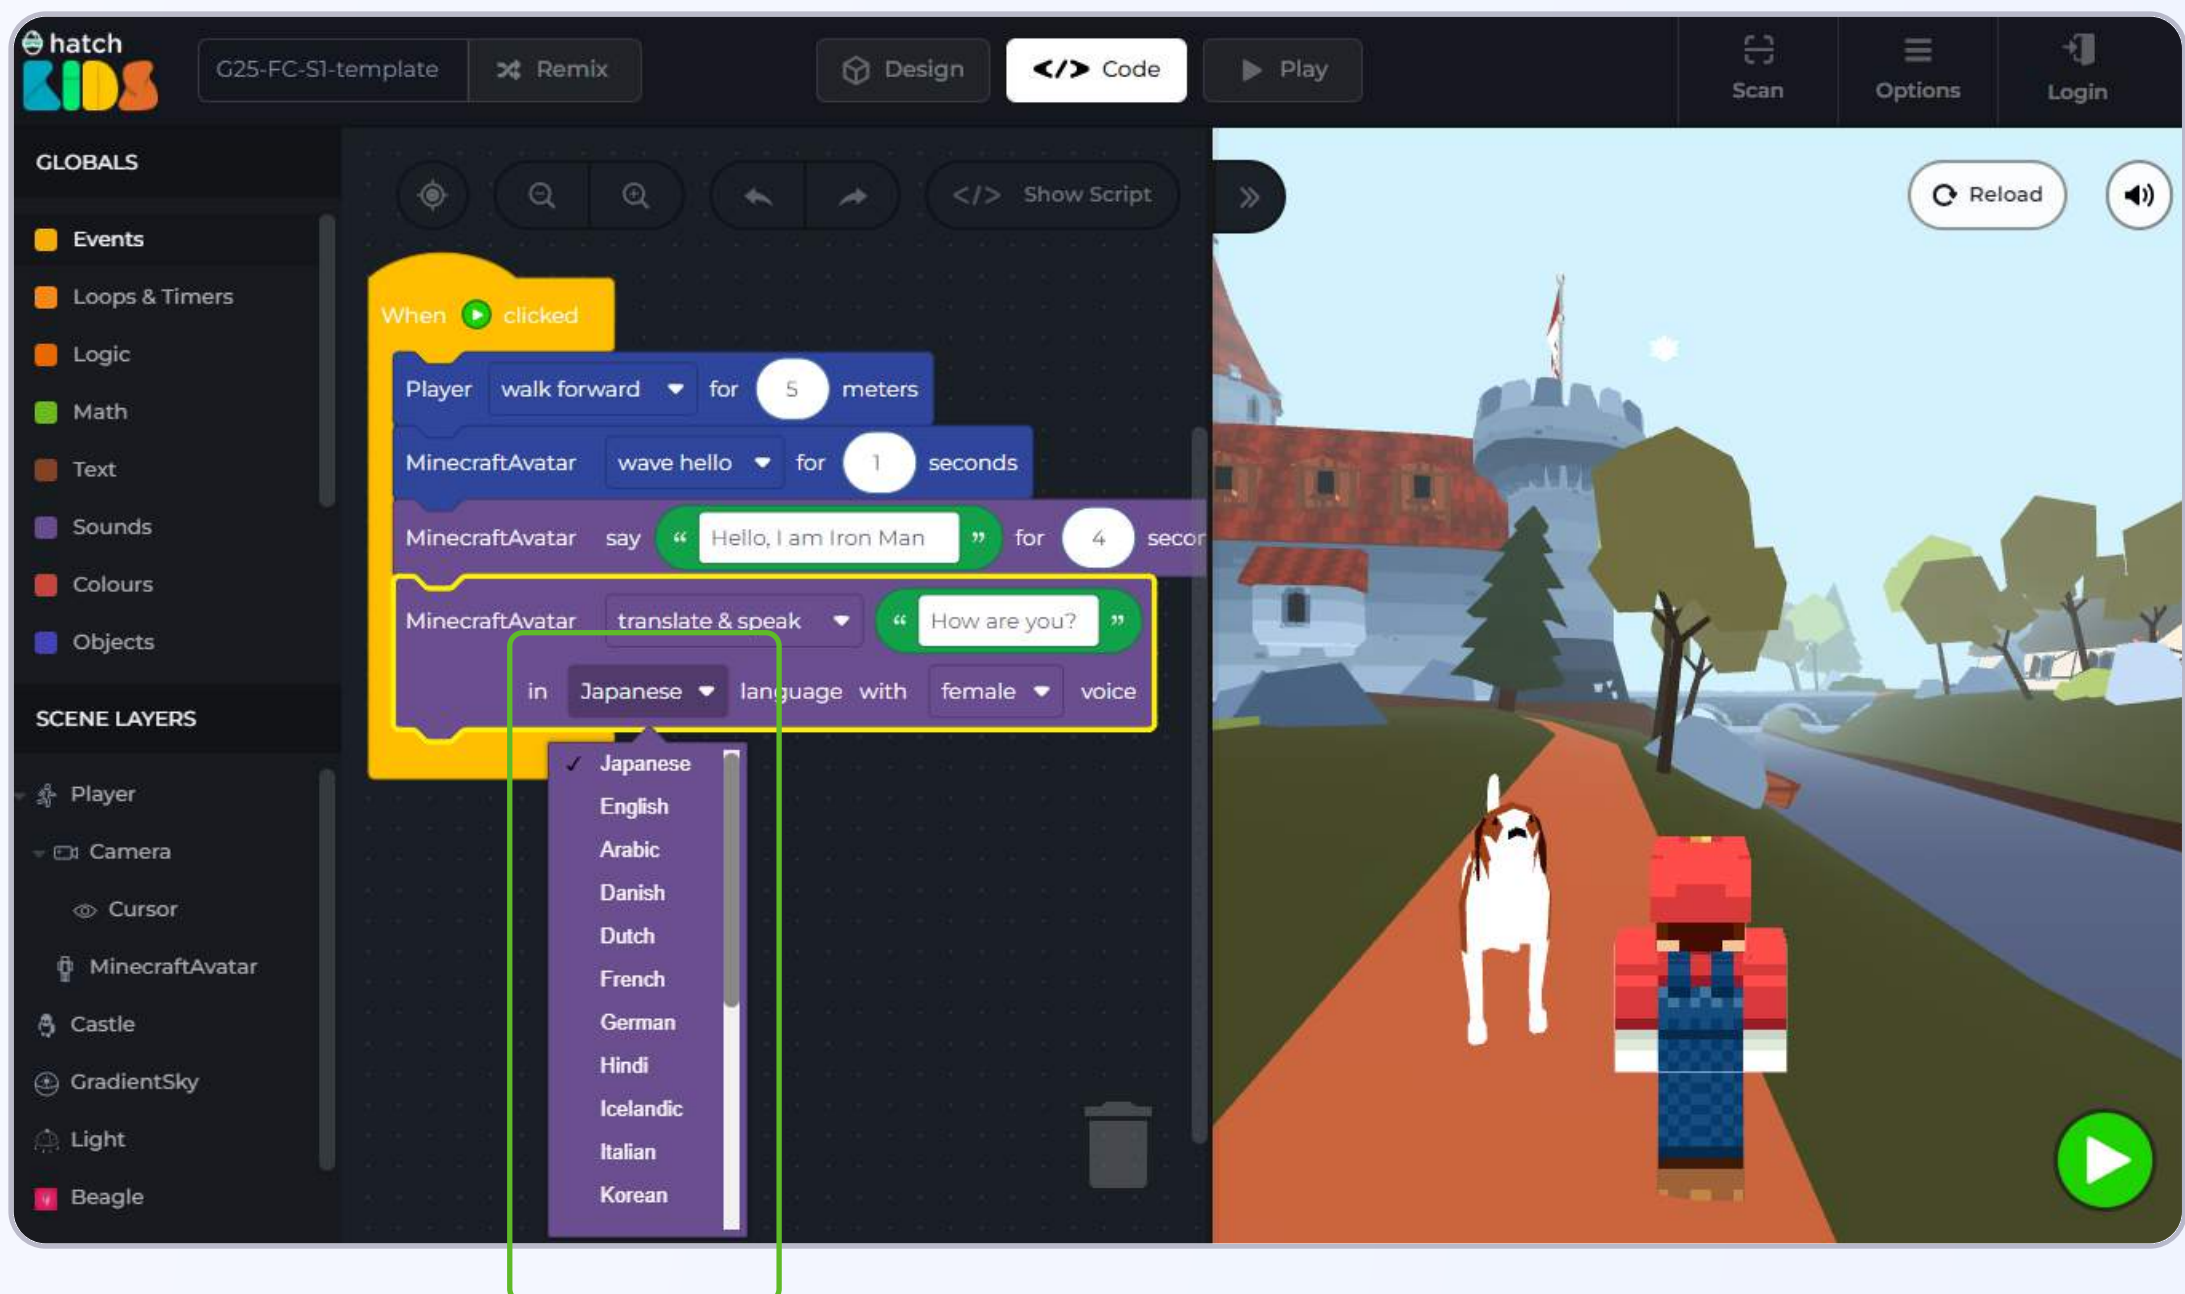 hatch
KIDS
G25-FC-S1-template
Remix
Design
</> Code
Play
Scan
Options
Login
GLOBALS
Events
Loops & Timers
Logic
Math
Text
Sounds
Colours
Objects
SCENE LAYERS
Player
Camera
Cursor
MinecraftAvatar
Castle
GradientSky
Light
Beagle
</> Show Script
When clicked
Player walk forward for 5 meters
MinecraftAvatar wave hello for 1 seconds
MinecraftAvatar say “ Hello, I am Iron Man ” for 4 secon
MinecraftAvatar translate & speak “ How are you? ”
in Japanese language with female voice
✓ Japanese
English
Arabic
Danish
Dutch
French
German
Hindi
Icelandic
Italian
Korean
Reload